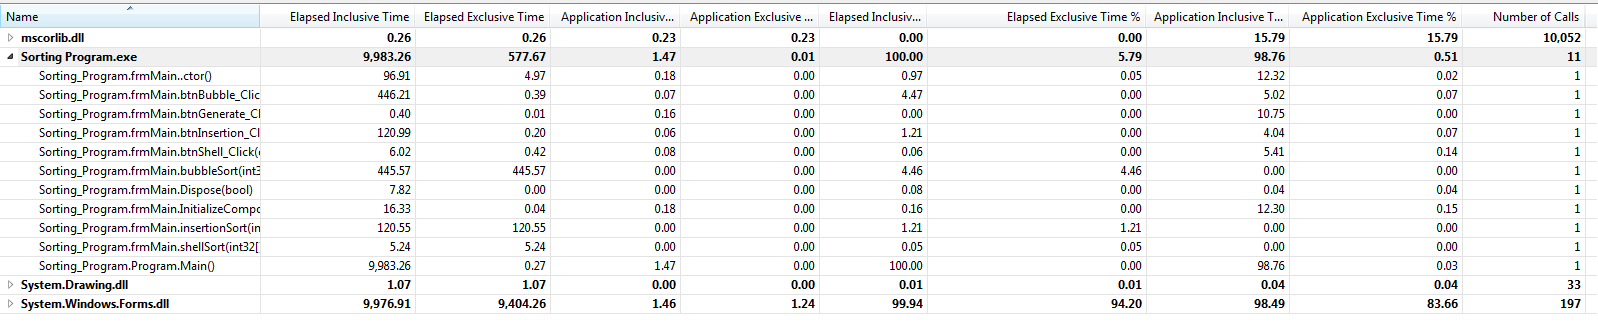 Name Elapsed Inclusive Time Elapsed Exclusive Time Application Inclusiv... Application Exclusive ... Elapsed Inclusiv... Elapsed Exclusive Time % Application Inclusive T... Application Exclusive Time % Number of Calls
mscorlib.dll 0.26 0.26 0.23 0.23 0.00 0.00 15.79 15.79 10,052
Sorting Program.exe 9,983.26 577.67 1.47 0.01 100.00 5.79 98.76 0.51 11
Sorting_Program.frmMain..ctor() 96.91 4.97 0.18 0.00 0.97 0.05 12.32 0.02 1
Sorting_Program.frmMain.btnBubble_Clic 446.21 0.39 0.07 0.00 4.47 0.00 5.02 0.07 1
Sorting_Program.frmMain.btnGenerate_Cl 0.40 0.01 0.16 0.00 0.00 0.00 10.75 0.00 1
Sorting_Program.frmMain.btnInsertion_Cl 120.99 0.20 0.06 0.00 1.21 0.00 4.04 0.07 1
Sorting_Program.frmMain.btnShell_Click( 6.02 0.42 0.08 0.00 0.06 0.00 5.41 0.14 1
Sorting_Program.frmMain.bubbleSort(int3 445.57 445.57 0.00 0.00 4.46 4.46 0.00 0.00 1
Sorting_Program.frmMain.Dispose(bool) 7.82 0.00 0.00 0.00 0.08 0.00 0.04 0.04 1
Sorting_Program.frmMain.InitializeCompo 16.33 0.04 0.18 0.00 0.16 0.00 12.30 0.15 1
Sorting_Program.frmMain.insertionSort(in 120.55 120.55 0.00 0.00 1.21 1.21 0.00 0.00 1
Sorting_Program.frmMain.shellSort(int32[ 5.24 5.24 0.00 0.00 0.05 0.05 0.00 0.00 1
Sorting_Program.Program.Main() 9,983.26 0.27 1.47 0.00 100.00 0.00 98.76 0.03 1
System.Drawing.dll 1.07 1.07 0.00 0.00 0.01 0.01 0.04 0.04 33
System.Windows.Forms.dll 9,976.91 9,404.26 1.46 1.24 99.94 94.20 98.49 83.66 197